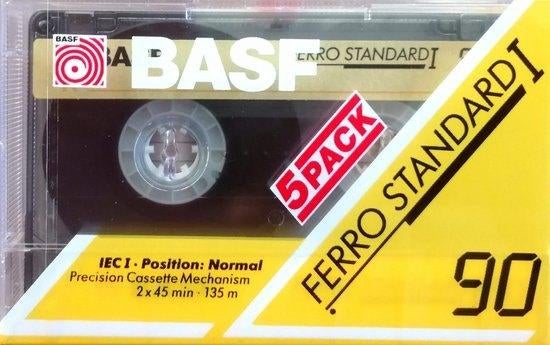 BASF
BASF
FERRO STANDARD I
5 PACK
FERRO STANDARD I
IEC I · Position: Normal
Precision Cassette Mechanism
2 x 45 min · 135 m
90